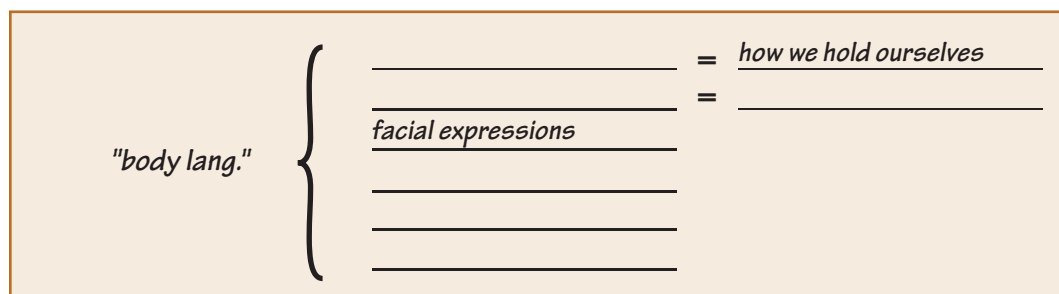 = how we hold ourselves
=
facial expressions
"body lang."